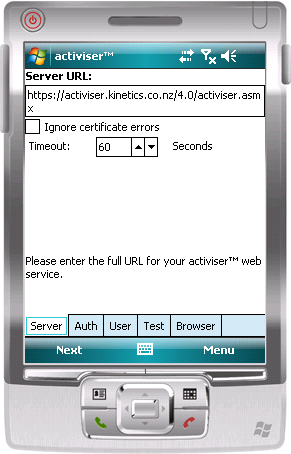 activiser™
Server URL:
https://activiser.kinetics.co.nz/4.0/activiser.asm
x
Ignore certificate errors
Timeout: 60 Seconds
Please enter the full URL for your activiser™ web
service.
Server Auth User Test Browser
Next Menu